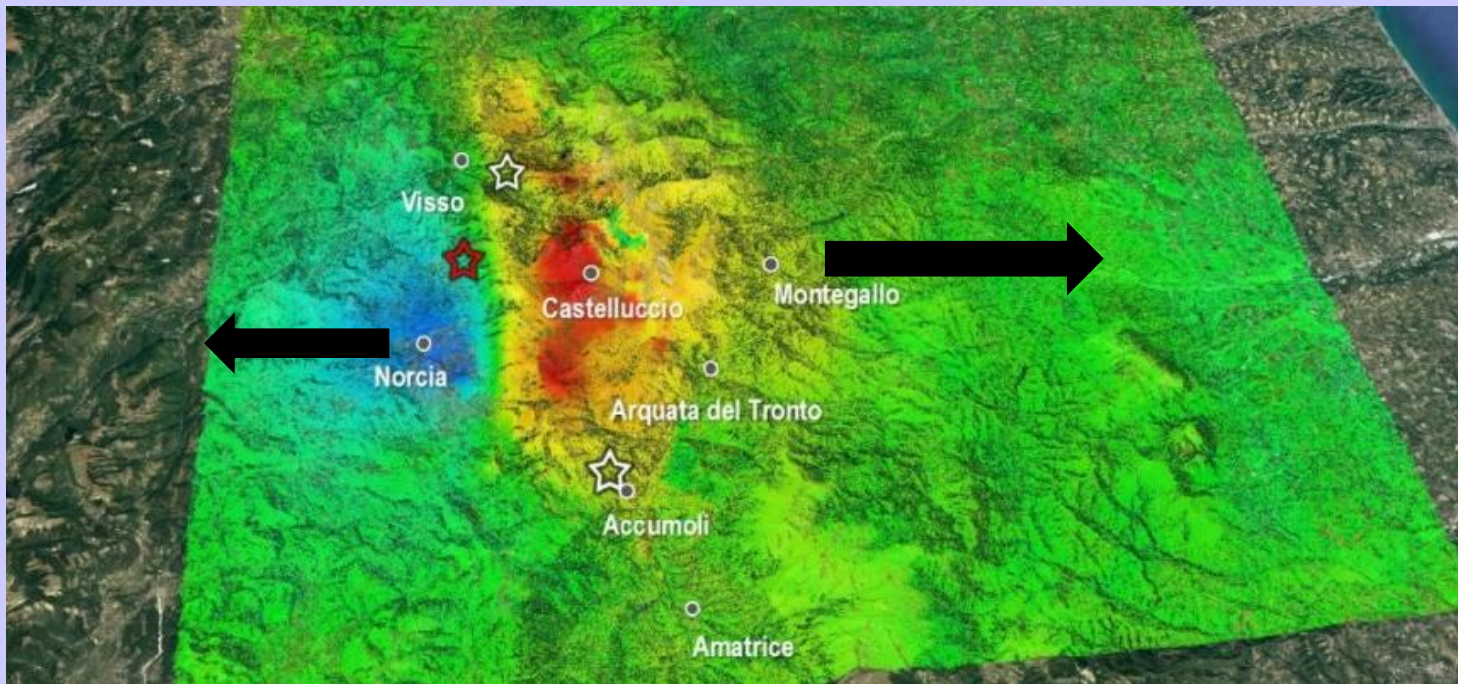 Visso
Castelluccio
Montegallo
Norcia
Arquata del Tronto
Accumoli
Amatrice